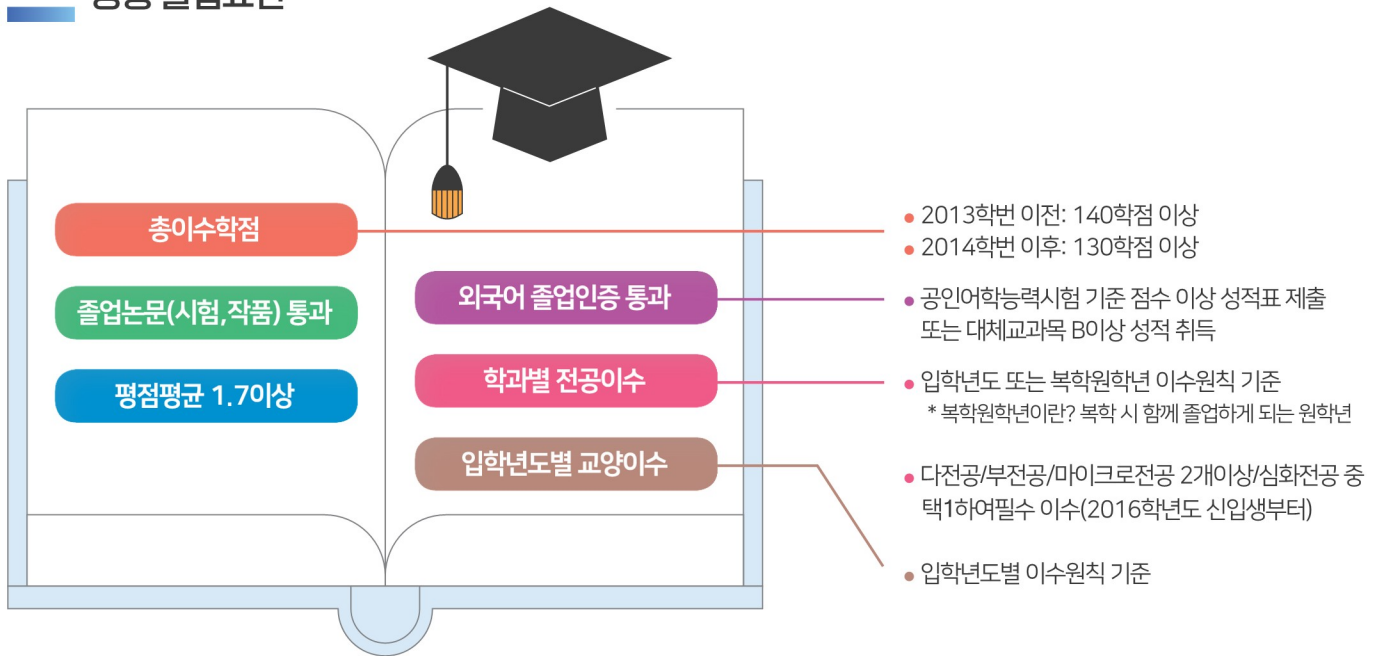 총이수학점
졸업논문(시험,작품) 통과
평점평균 1.7이상
외국어 졸업인증 통과
학과별 전공이수
입학년도별 교양이수
• 2013학번 이전: 140학점 이상
• 2014학번 이후: 130학점 이상
• 공인어학능력시험 기준 점수 이상 성적표 제출
또는 대체교과목 B이상 성적 취득
• 입학년도 또는 복학원학년 이수원칙 기준
* 복학원학년이란? 복학 시 함께 졸업하게 되는 원학년
• 다전공/부전공/마이크로전공 2개이상/심화전공 중
택1하여필수 이수(2016학년도 신입생부터)
• 입학년도별 이수원칙 기준